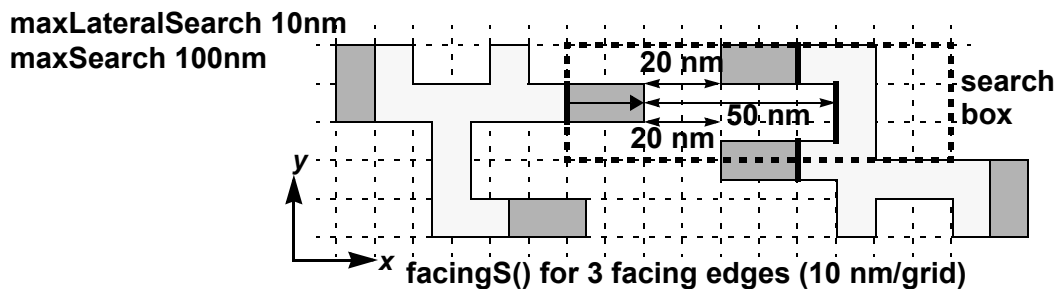 maxLateralSearch 10nm
maxSearch 100nm
20 nm
search
box
50 nm
20 nm
y
x
facingS() for 3 facing edges (10 nm/grid)